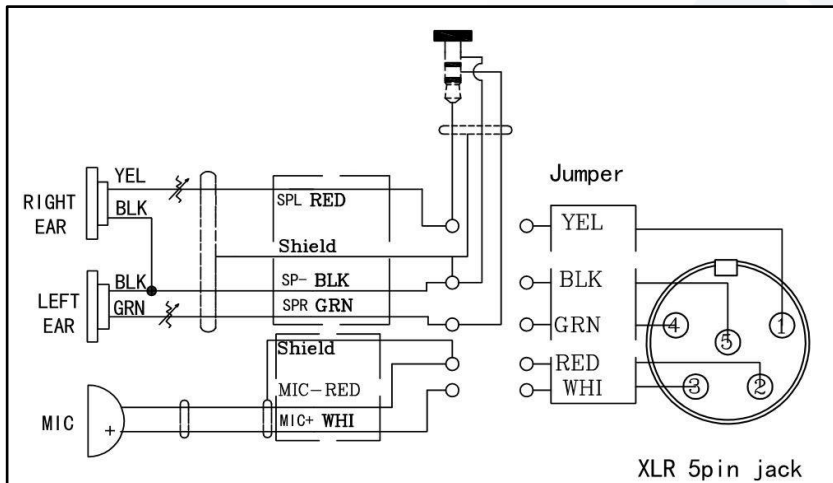 YEL
RIGHT
EAR
BLK
SPL RED
Shield
BLK
SP- BLK
LEFT
EAR
GRN
SPR GRN
Shield
MIC-RED
MIC
+
MIC+ WHI
Jumper
YEL
BLK
GRN
RED
WHI
4
5
1
3
2
XLR 5pin jack